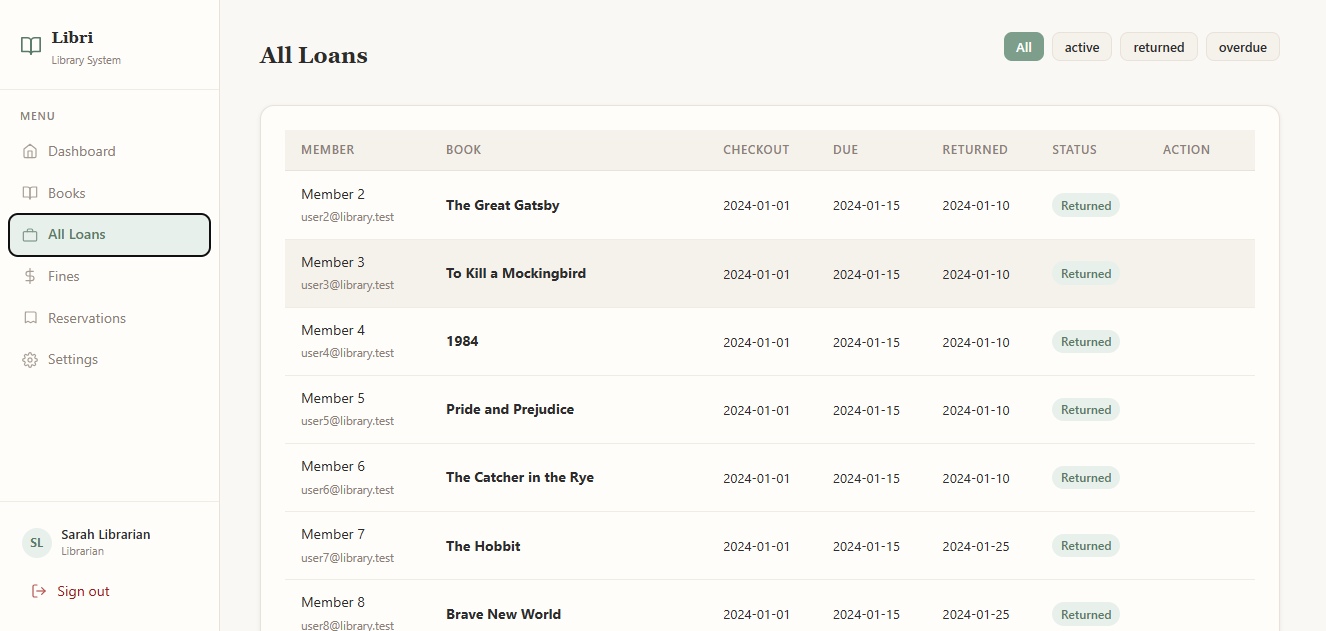 Libri
Library System
MENU
Dashboard
Books
All Loans
Fines
Reservations
Settings
SL
Sarah Librarian
Librarian
Sign out
All Loans
All active returned overdue
MEMBER BOOK CHECKOUT DUE RETURNED STATUS ACTION
Member 2
user2@library.test
The Great Gatsby 2024-01-01 2024-01-15 2024-01-10 Returned
Member 3
user3@library.test
To Kill a Mockingbird 2024-01-01 2024-01-15 2024-01-10 Returned
Member 4
user4@library.test
1984 2024-01-01 2024-01-15 2024-01-10 Returned
Member 5
user5@library.test
Pride and Prejudice 2024-01-01 2024-01-15 2024-01-10 Returned
Member 6
user6@library.test
The Catcher in the Rye 2024-01-01 2024-01-15 2024-01-10 Returned
Member 7
user7@library.test
The Hobbit 2024-01-01 2024-01-15 2024-01-25 Returned
Member 8
user8@library.test
Brave New World 2024-01-01 2024-01-15 2024-01-25 Returned